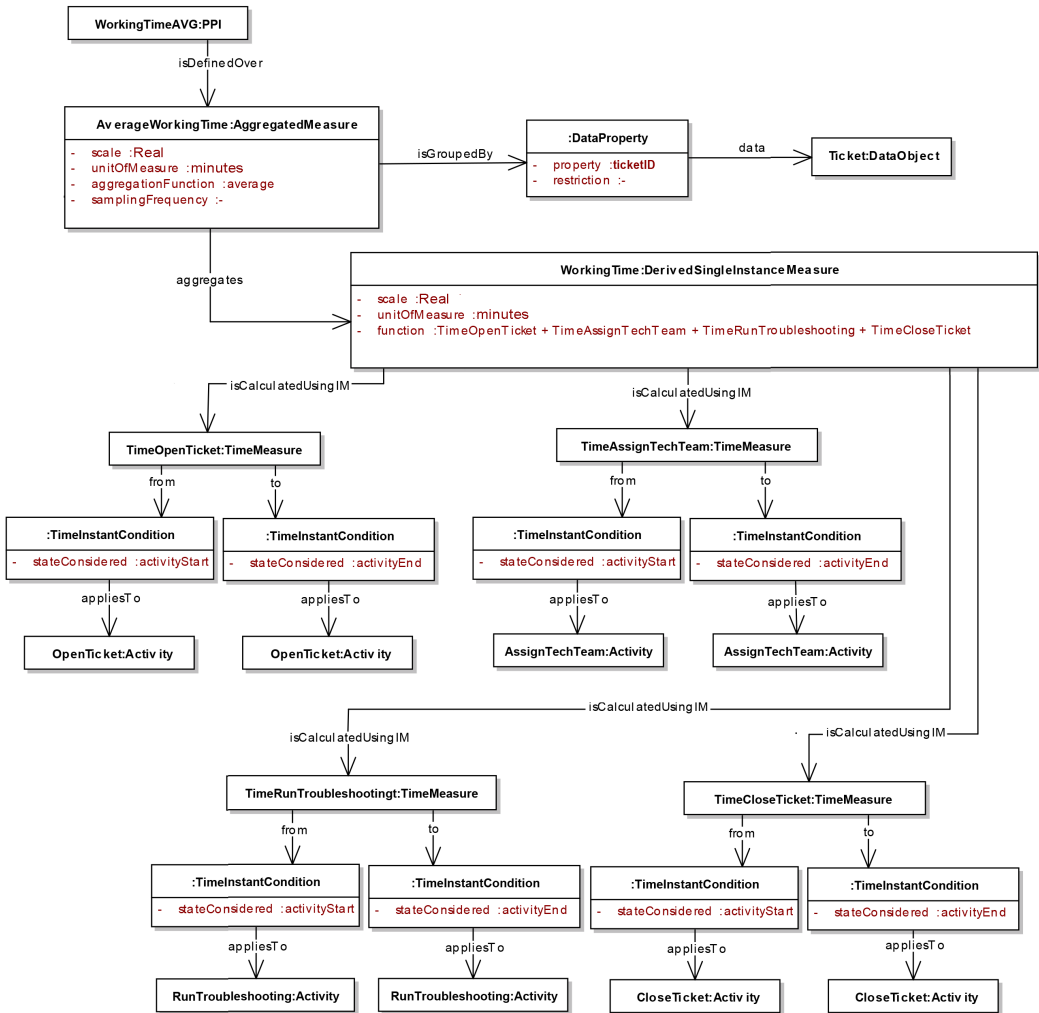 WorkingTimeAVG:PPI
isDefinedOver
AverageWorkingTime:AggregatedMeasure
- scale :Real
- unitOfMeasure :minutes
- aggregationFunction :average
- samplingFrequency :-
isGroupedBy
:DataProperty
- property :ticketID
- restriction :-
data
Ticket:DataObject
aggregates
WorkingTime:DerivedSingleInstanceMeasure
- scale :Real
- unitOfMeasure :minutes
- function :TimeOpenTicket + TimeAssignTechTeam + TimeRunTroubleshooting + TimeCloseTicket
isCalculatedUsingIM
isCalculatedUsingIM
TimeOpenTicket:TimeMeasure
TimeAssignTechTeam:TimeMeasure
from
to
from
to
:TimeInstantCondition
- stateConsidered :activityStart
:TimeInstantCondition
- stateConsidered :activityEnd
:TimeInstantCondition
- stateConsidered :activityStart
:TimeInstantCondition
- stateConsidered :activityEnd
appliesTo
appliesTo
appliesTo
appliesTo
OpenTicket:Activity
OpenTicket:Activity
AssignTechTeam:Activity
AssignTechTeam:Activity
isCalculatedUsingIM
isCalculatedUsingIM
isCalculatedUsingIM
TimeRunTroubleshootingt:TimeMeasure
TimeCloseTicket:TimeMeasure
from
to
from
to
:TimeInstantCondition
- stateConsidered :activityStart
:TimeInstantCondition
- stateConsidered :activityEnd
:TimeInstantCondition
- stateConsidered :activityStart
:TimeInstantCondition
- stateConsidered :activityEnd
appliesTo
appliesTo
appliesTo
appliesTo
RunTroubleshooting:Activity
RunTroubleshooting:Activity
CloseTicket:Activity
CloseTicket:Activity